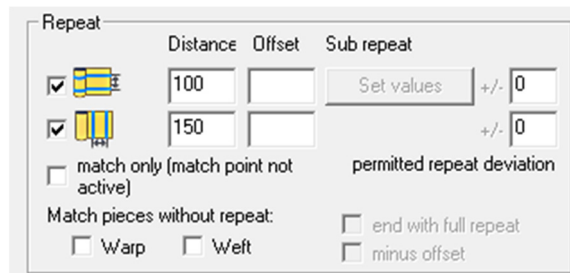 Repeat
Distance Offset Sub repeat
100 Set values +/- 0
150 +/- 0
match only (match point not active)
permitted repeat deviation
Match pieces without repeat:
end with full repeat
Warp Weft
minus offset